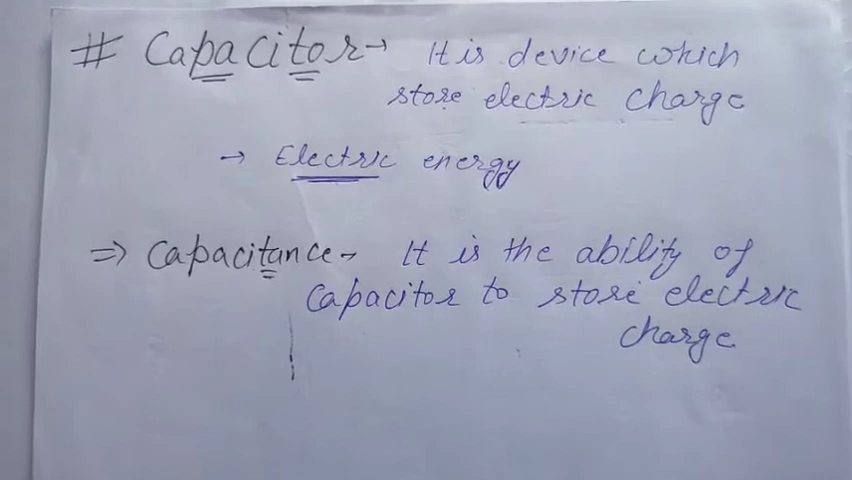 # Capacitor→ It is device which
store electric charge
→ Electric energy
⇒ Capacitance→ It is the ability of
Capacitor to store electric
charge